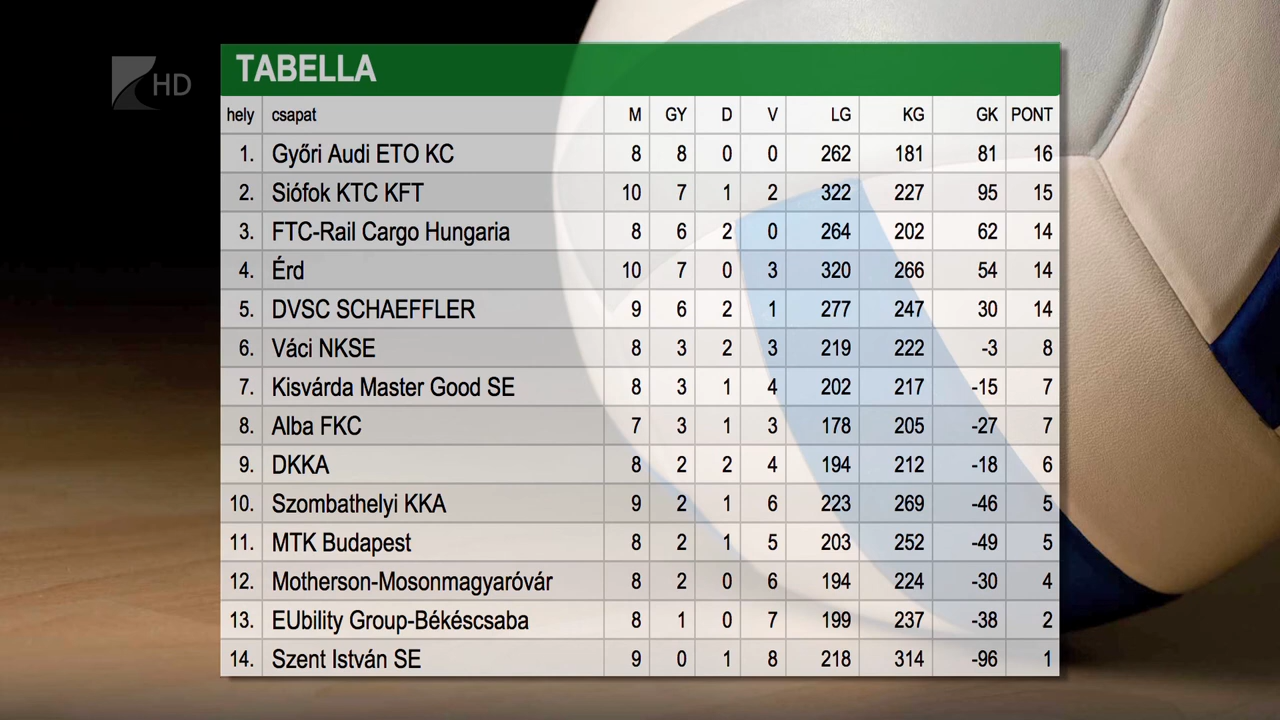 HD
TABELLA
hely csapat M GY D V LG KG GK PONT
1. Győri Audi ETO KC 8 8 0 0 262 181 81 16
2. Siófok KTC KFT 10 7 1 2 322 227 95 15
3. FTC-Rail Cargo Hungaria 8 6 2 0 264 202 62 14
4. Érd 10 7 0 3 320 266 54 14
5. DVSC SCHAEFFLER 9 6 2 1 277 247 30 14
6. Váci NKSE 8 3 2 3 219 222 -3 8
7. Kisvárda Master Good SE 8 3 1 4 202 217 -15 7
8. Alba FKC 7 3 1 3 178 205 -27 7
9. DKKA 8 2 2 4 194 212 -18 6
10. Szombathelyi KKA 9 2 1 6 223 269 -46 5
11. MTK Budapest 8 2 1 5 203 252 -49 5
12. Motherson-Mosonmagyaróvár 8 2 0 6 194 224 -30 4
13. EUbility Group-Békéscsaba 8 1 0 7 199 237 -38 2
14. Szent István SE 9 0 1 8 218 314 -96 1